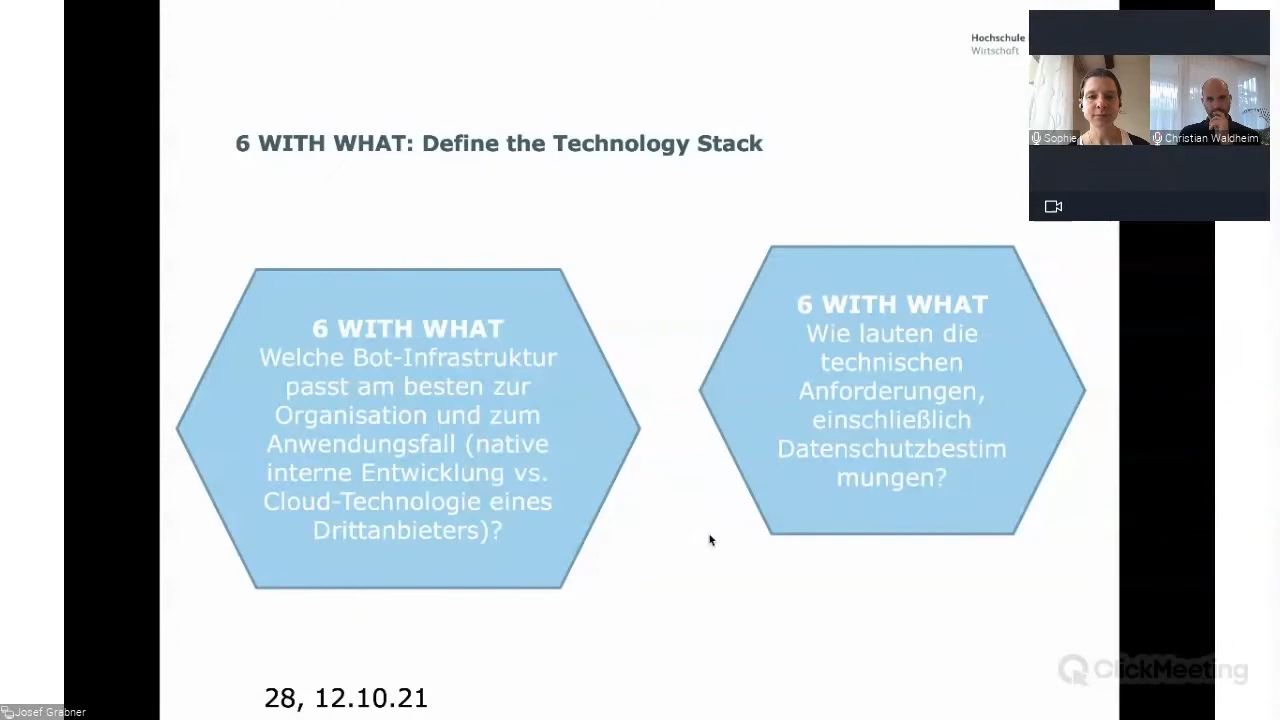 Hochschule
Wirtschaft
6 WITH WHAT: Define the Technology Stack
Sophie
Christian Waldheim
6 WITH WHAT
Welche Bot-Infrastruktur
passt am besten zur
Organisation und zum
Anwendungsfall (native
interne Entwicklung vs.
Cloud-Technologie eines
Drittanbieters)?
6 WITH WHAT
Wie lauten die
technischen
Anforderungen,
einschließlich
Datenschutzbestim
mungen?
ClickMeeting
28, 12.10.21
Josef Grabner